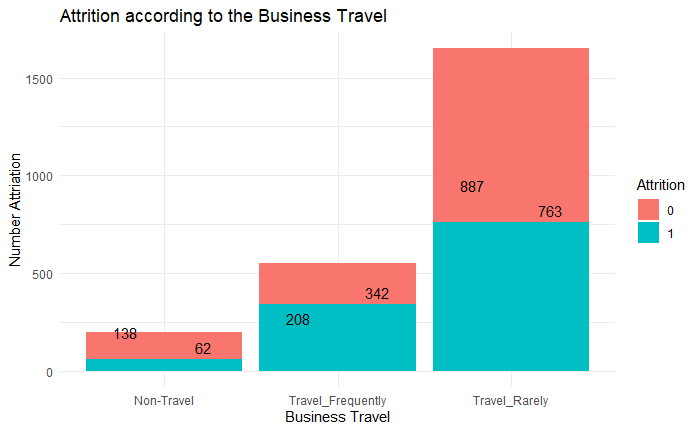 Attrition according to the Business Travel
Number Attriation
1500
1000
500
0
887
763
342
208
138
62
Non-Travel
Travel_Frequently
Travel_Rarely
Business Travel
Attrition
0
1